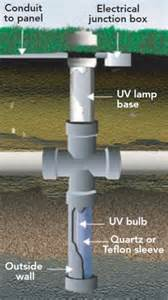 Conduit
to panel
Electrical
junction box
UV lamp
base
UV bulb
Quartz or
Teflon sleeve
Outside
wall